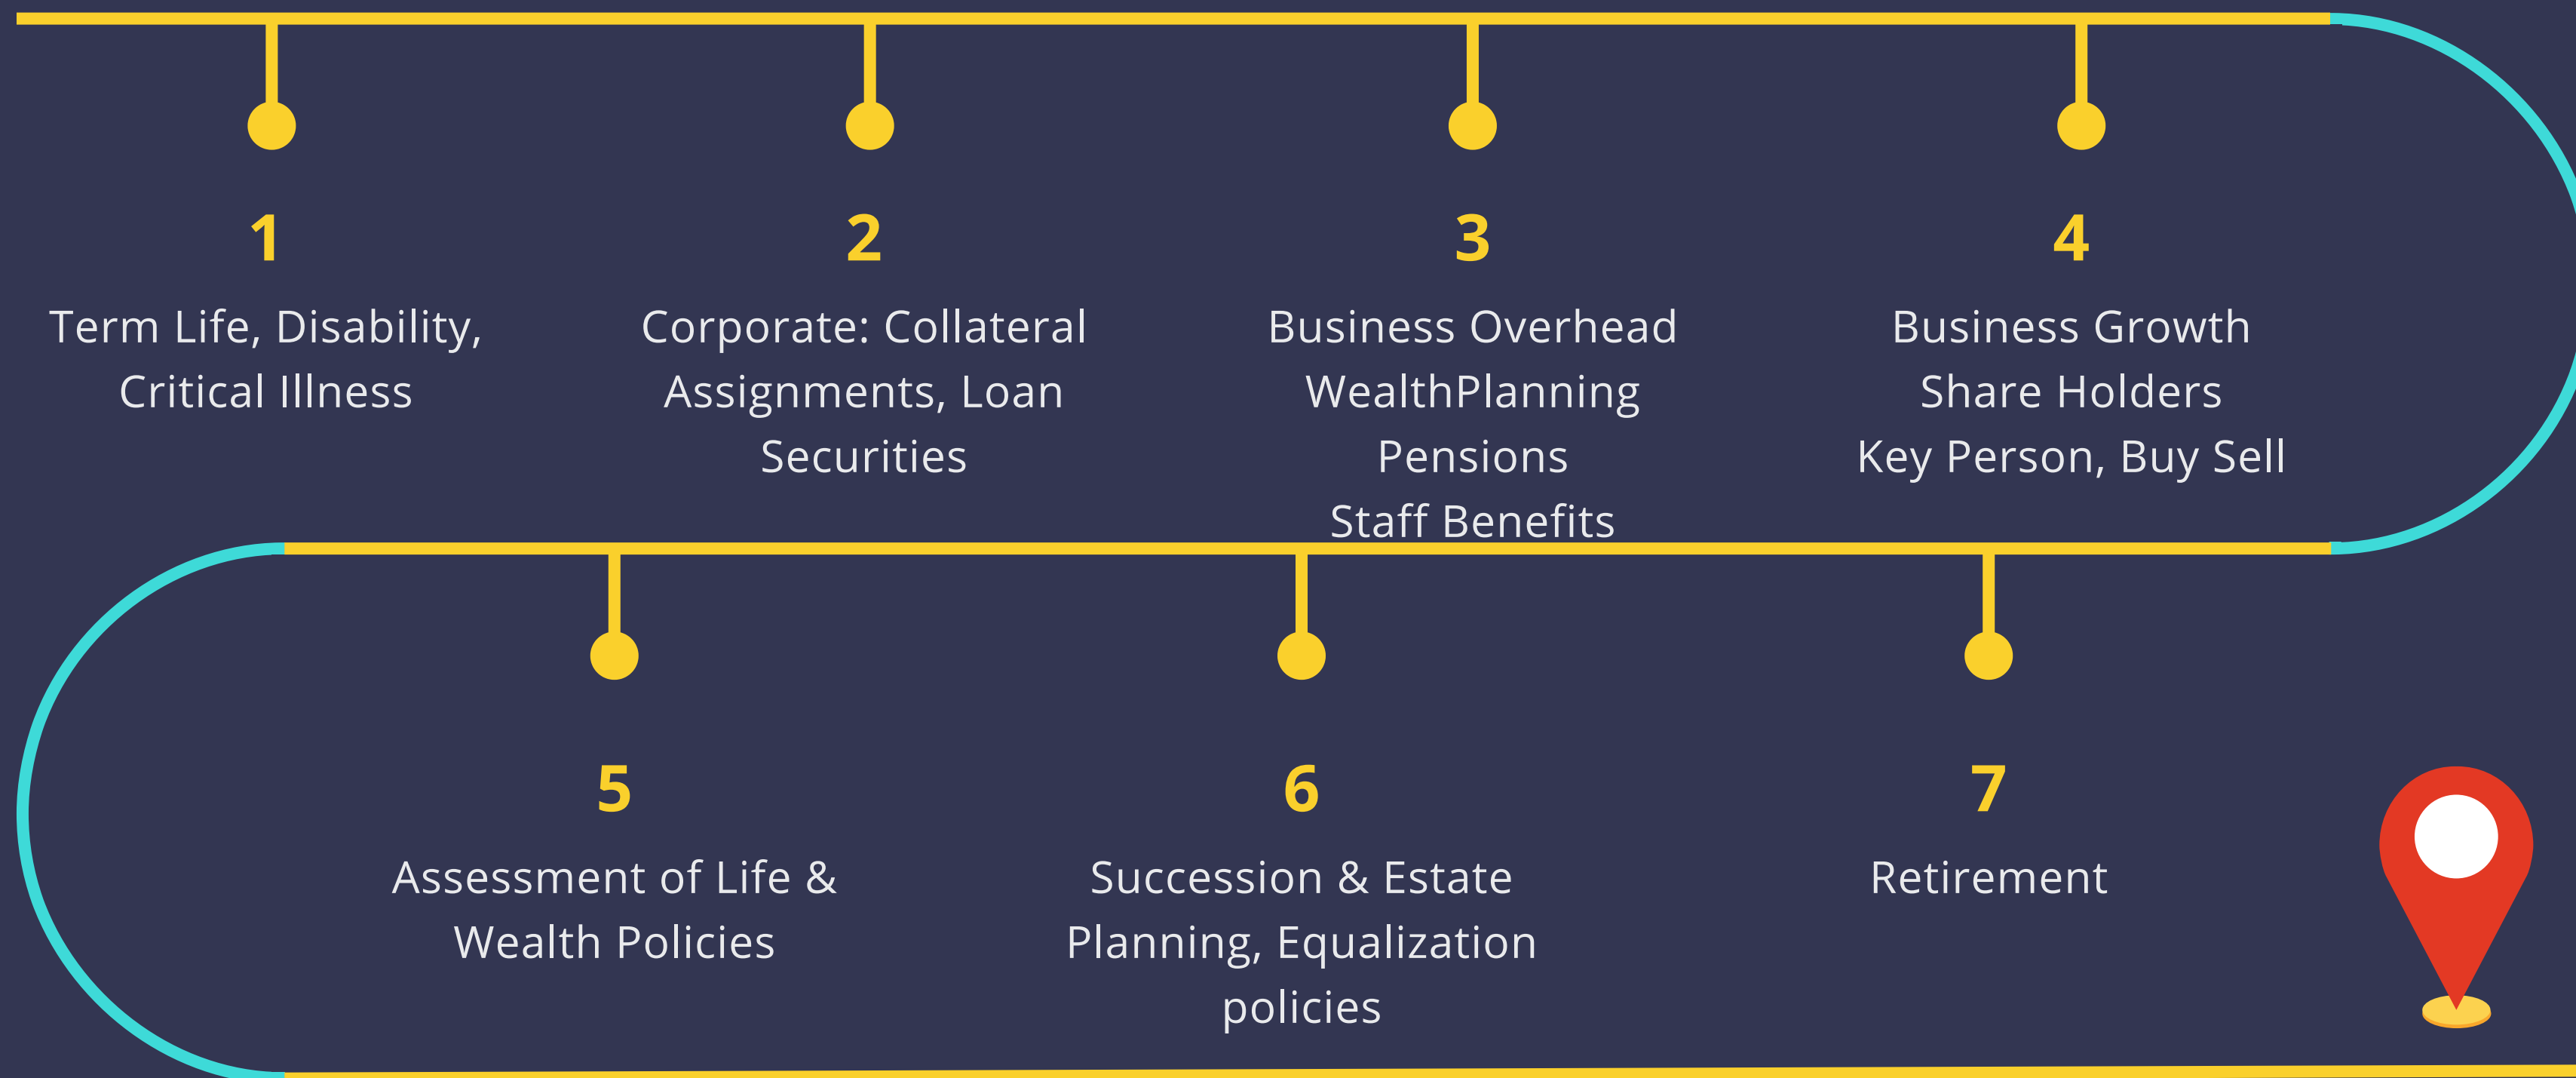 1
Term Life, Disability,
Critical Illness
2
Corporate: Collateral
Assignments, Loan
Securities
3
Business Overhead
WealthPlanning
Pensions
Staff Benefits
4
Business Growth
Share Holders
Key Person, Buy Sell
5
Assessment of Life &
Wealth Policies
6
Succession & Estate
Planning, Equalization
policies
7
Retirement